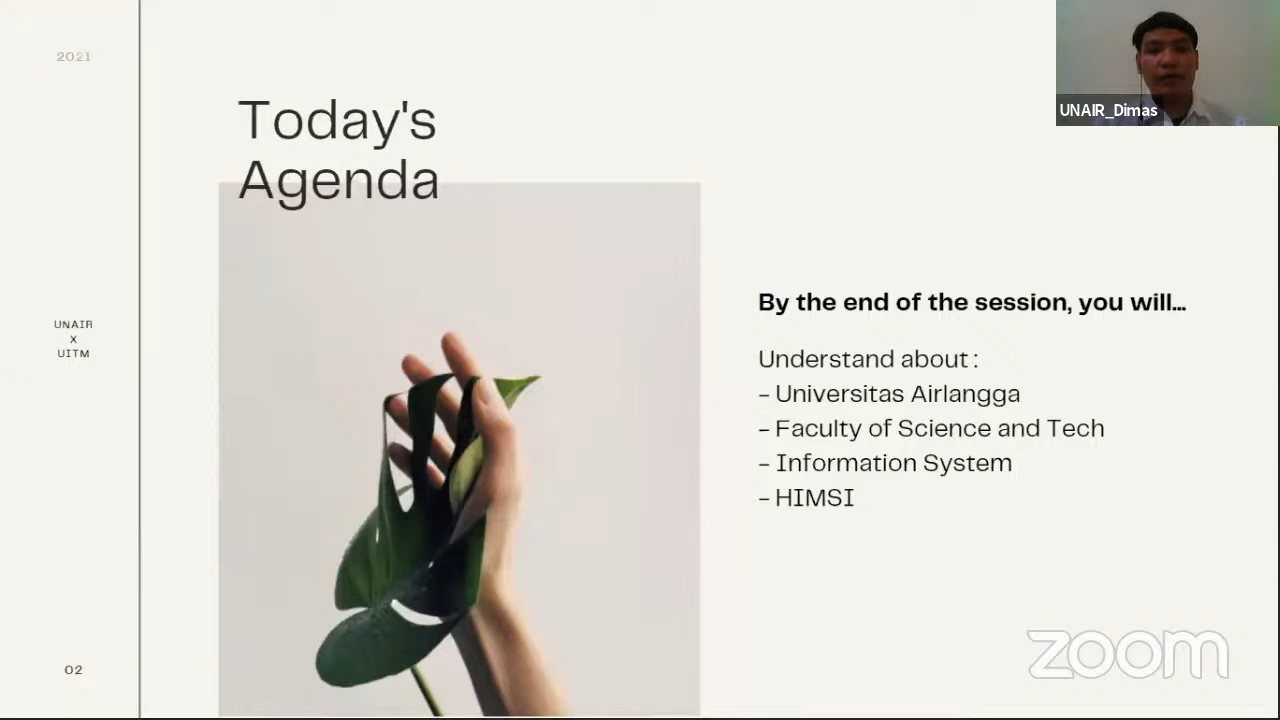 2021
Today's
Agenda
UNAIR_Dimas
UNAIR
X
UITM
By the end of the session, you will...
Understand about :
- Universitas Airlangga
- Faculty of Science and Tech
- Information System
- HIMSI
02
zoom